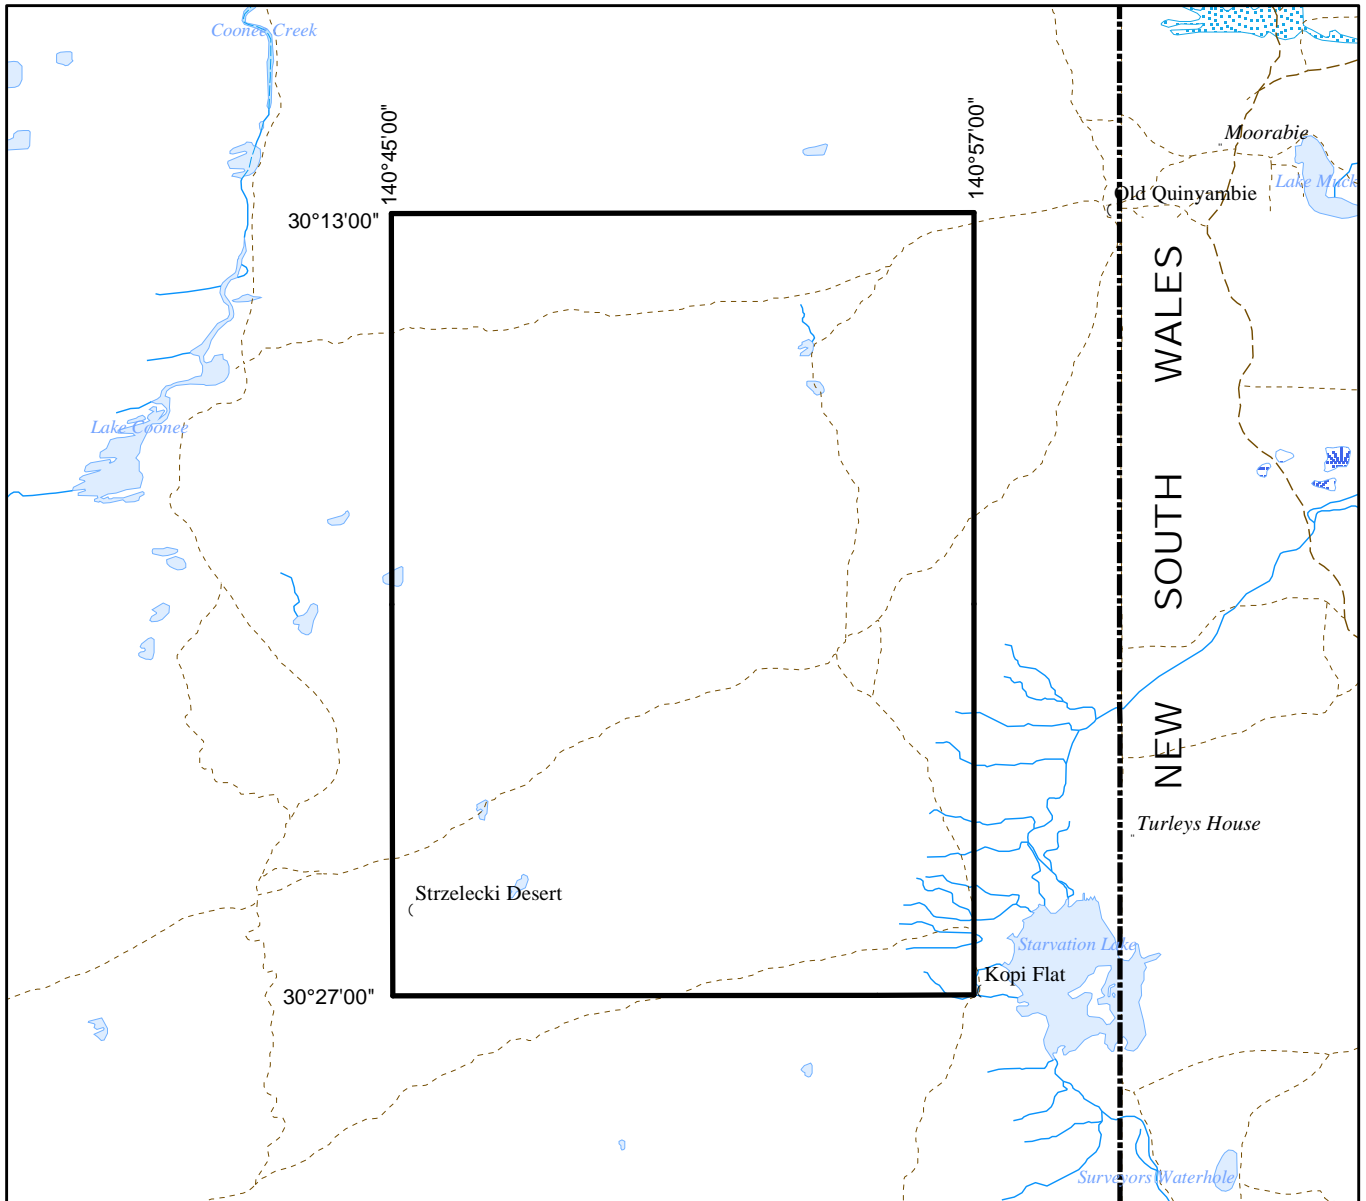 Coonee Creek
140°45'00"
140°57'00"
Moorabie
Lake Muck
Old Quinyambie
30°13'00"
NEW SOUTH WALES
Lake Coonee
Turleys House
Strzelecki Desert
Starvation Lake
Kopi Flat
30°27'00"
Surveyors Waterhole